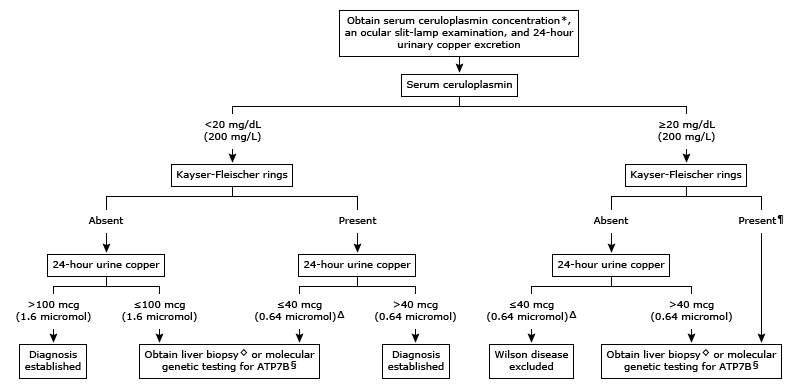 Obtain serum ceruloplasmin concentration*,
an ocular slit-lamp examination, and 24-hour
urinary copper excretion
Serum ceruloplasmin
<20 mg/dL
(200 mg/L)
≥20 mg/dL
(200 mg/L)
Kayser-Fleischer rings
Kayser-Fleischer rings
Absent
Present
Absent
Present¶
24-hour urine copper
24-hour urine copper
24-hour urine copper
>100 mcg
(1.6 micromol)
≤100 mcg
(1.6 micromol)
≤40 mcg
(0.64 micromol)Δ
>40 mcg
(0.64 micromol)
≤40 mcg
(0.64 micromol)Δ
>40 mcg
(0.64 micromol)
Diagnosis
established
Obtain liver biopsy◊ or molecular
genetic testing for ATP7B§
Diagnosis
established
Wilson disease
excluded
Obtain liver biopsy◊ or molecular
genetic testing for ATP7B§